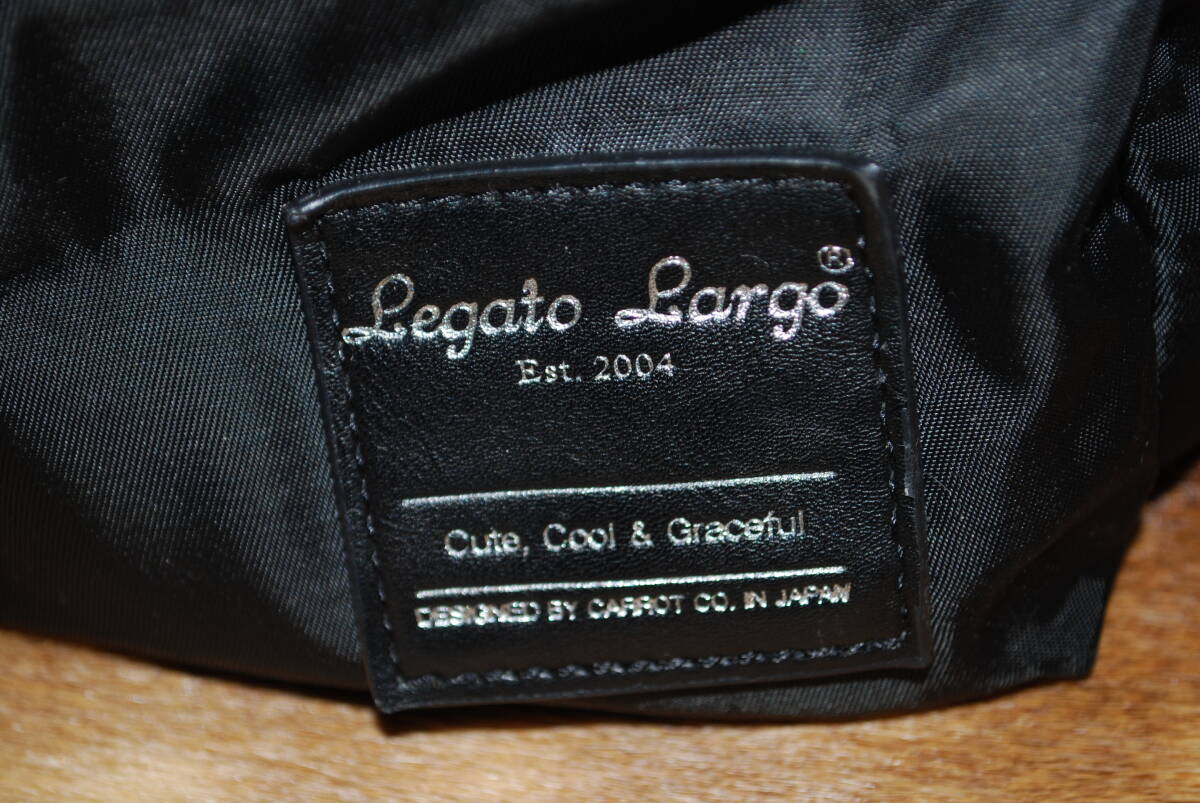 Legato Largo®
Est. 2004
Cute, Cool & Graceful
DESIGNED BY CARROT CO. IN JAPAN